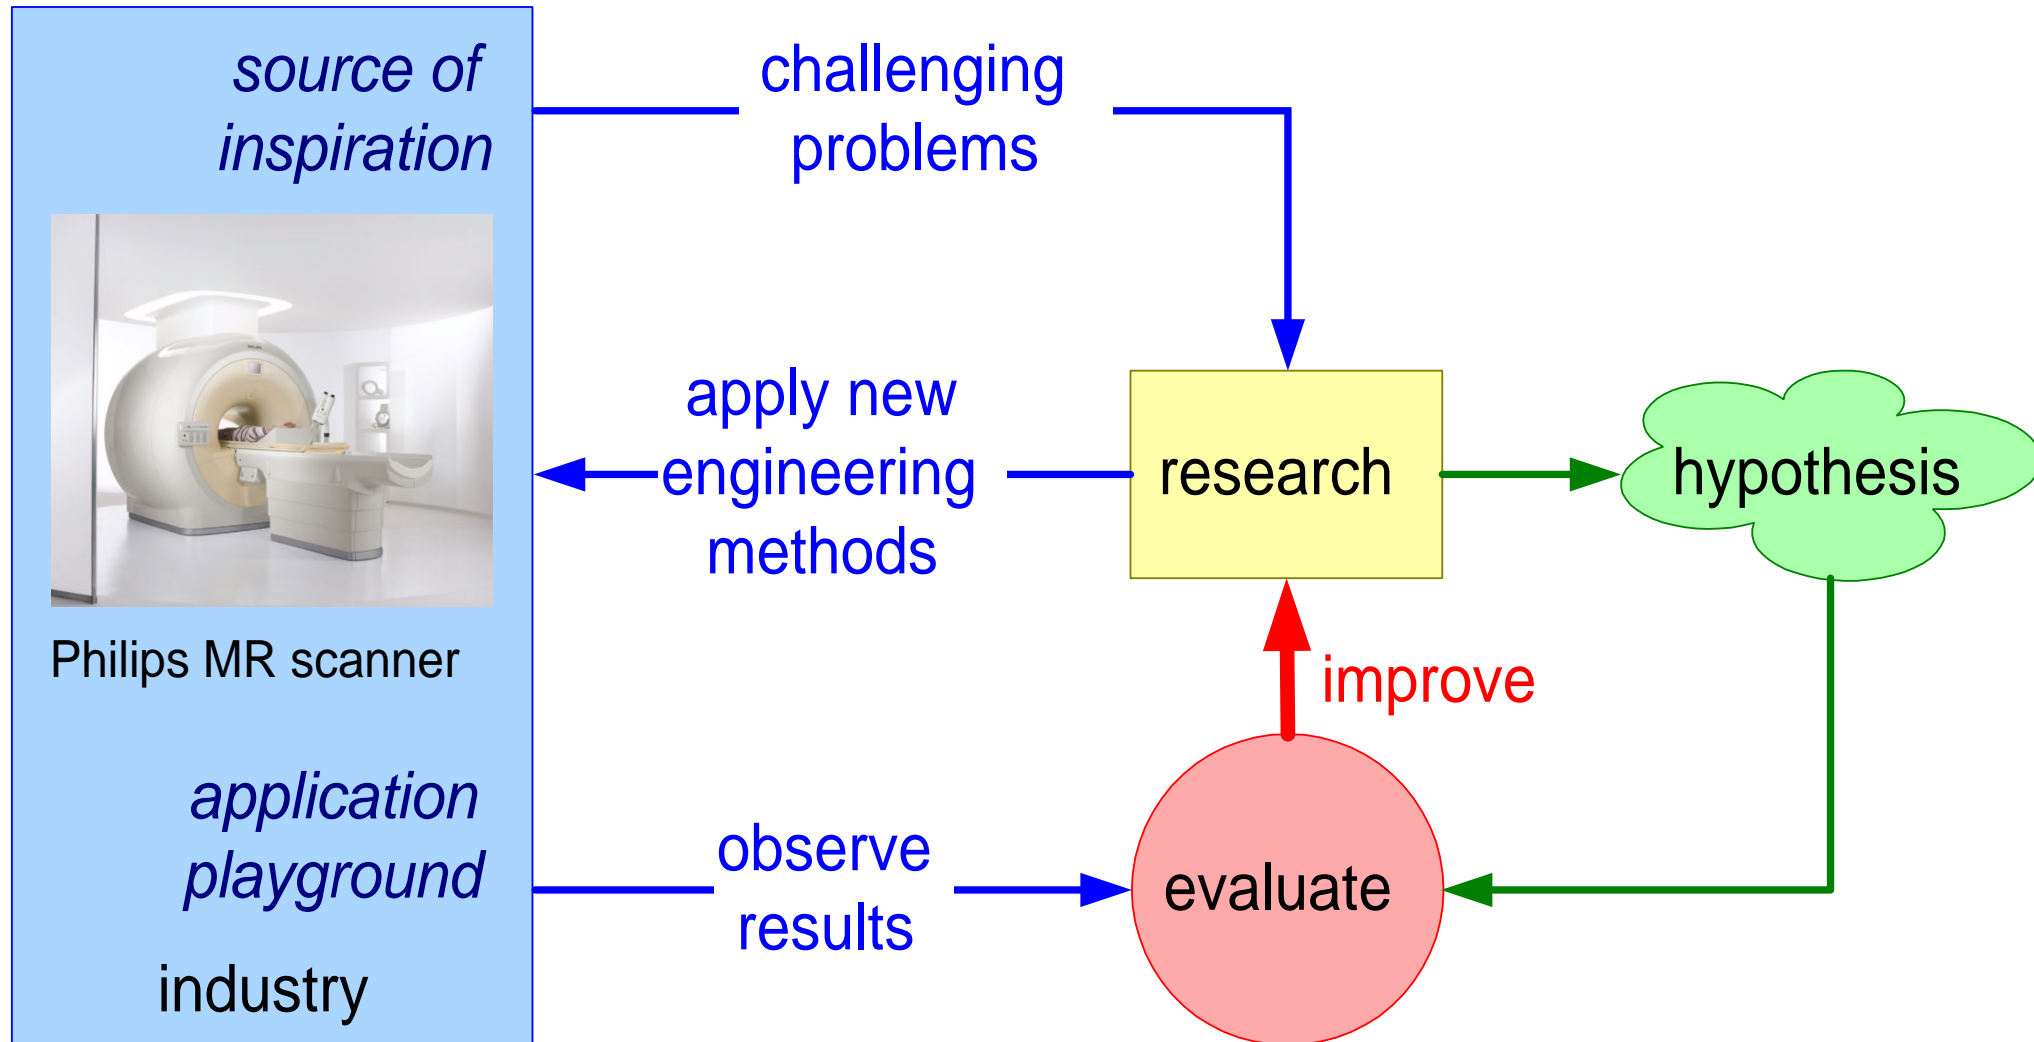 source of
inspiration
Philips MR scanner
application
playground
industry
challenging
problems
apply new
engineering
methods
observe
results
research
hypothesis
improve
evaluate